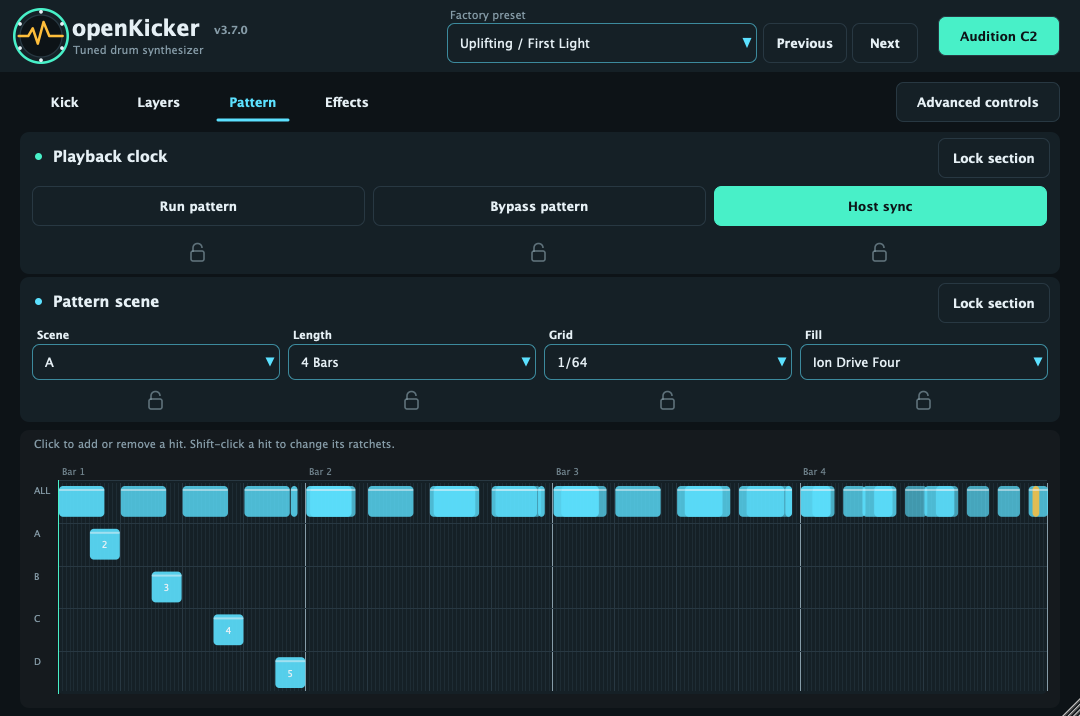 openKicker v3.7.0
Tuned drum synthesizer
Factory preset
Uplifting / First Light
Previous
Next
Audition C2
Kick
Layers
Pattern
Effects
Advanced controls
Playback clock
Lock section
Run pattern
Bypass pattern
Host sync
Pattern scene
Lock section
Scene
Length
Grid
Fill
A
4 Bars
1/64
Ion Drive Four
Click to add or remove a hit. Shift-click a hit to change its ratchets.
Bar 1
Bar 2
Bar 3
Bar 4
ALL
A
2
B
3
C
4
D
5